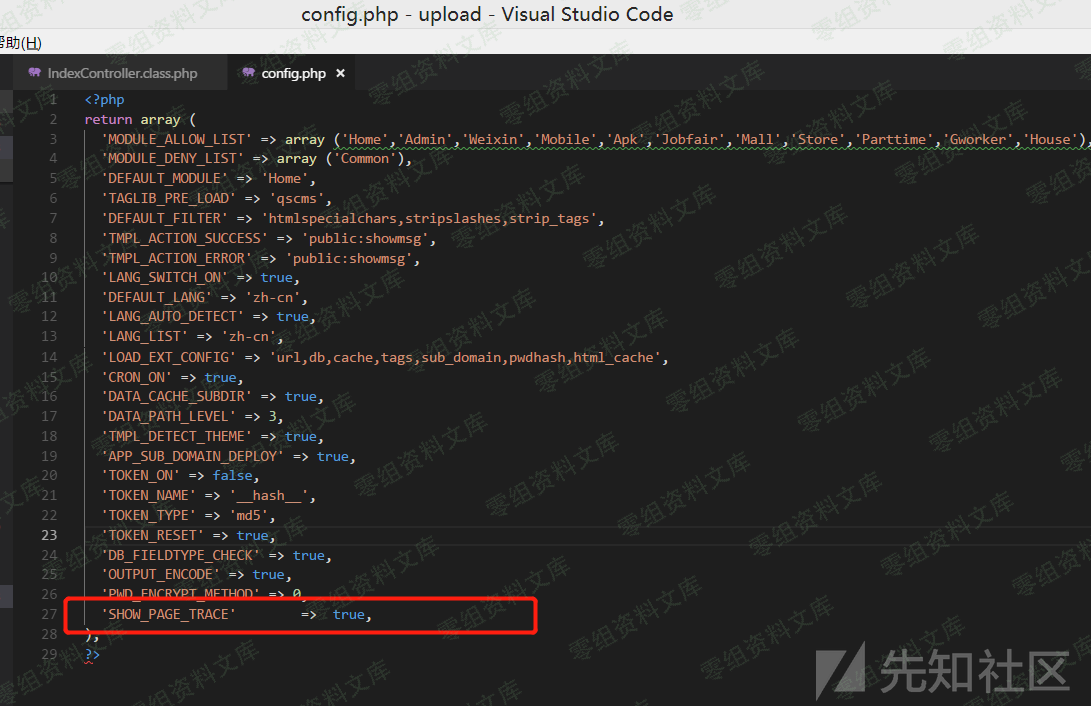 config.php - upload - Visual Studio Code
帮助(H)
IndexController.class.php config.php ×
1 <?php
2 return array (
3 'MODULE_ALLOW_LIST' => array ('Home','Admin','Weixin','Mobile','Apk','Jobfair','Mall','Store','Parttime','Gworker','House'),
4 'MODULE_DENY_LIST' => array ('Common'),
5 'DEFAULT_MODULE' => 'Home',
6 'TAGLIB_PRE_LOAD' => 'qscms',
7 'DEFAULT_FILTER' => 'htmlspecialchars,stripslashes,strip_tags',
8 'TMPL_ACTION_SUCCESS' => 'public:showmsg',
9 'TMPL_ACTION_ERROR' => 'public:showmsg',
10 'LANG_SWITCH_ON' => true,
11 'DEFAULT_LANG' => 'zh-cn',
12 'LANG_AUTO_DETECT' => true,
13 'LANG_LIST' => 'zh-cn',
14 'LOAD_EXT_CONFIG' => 'url,db,cache,tags,sub_domain,pwdhash,html_cache',
15 'CRON_ON' => true,
16 'DATA_CACHE_SUBDIR' => true,
17 'DATA_PATH_LEVEL' => 3,
18 'TMPL_DETECT_THEME' => true,
19 'APP_SUB_DOMAIN_DEPLOY' => true,
20 'TOKEN_ON' => false,
21 'TOKEN_NAME' => '__hash__',
22 'TOKEN_TYPE' => 'md5',
23 'TOKEN_RESET' => true,
24 'DB_FIELDTYPE_CHECK' => true,
25 'OUTPUT_ENCODE' => true,
26 'PWD_ENCRYPT_METHOD' => 0,
27 'SHOW_PAGE_TRACE' => true,
28 ),
29 ?>
零组资料文库
先知社区